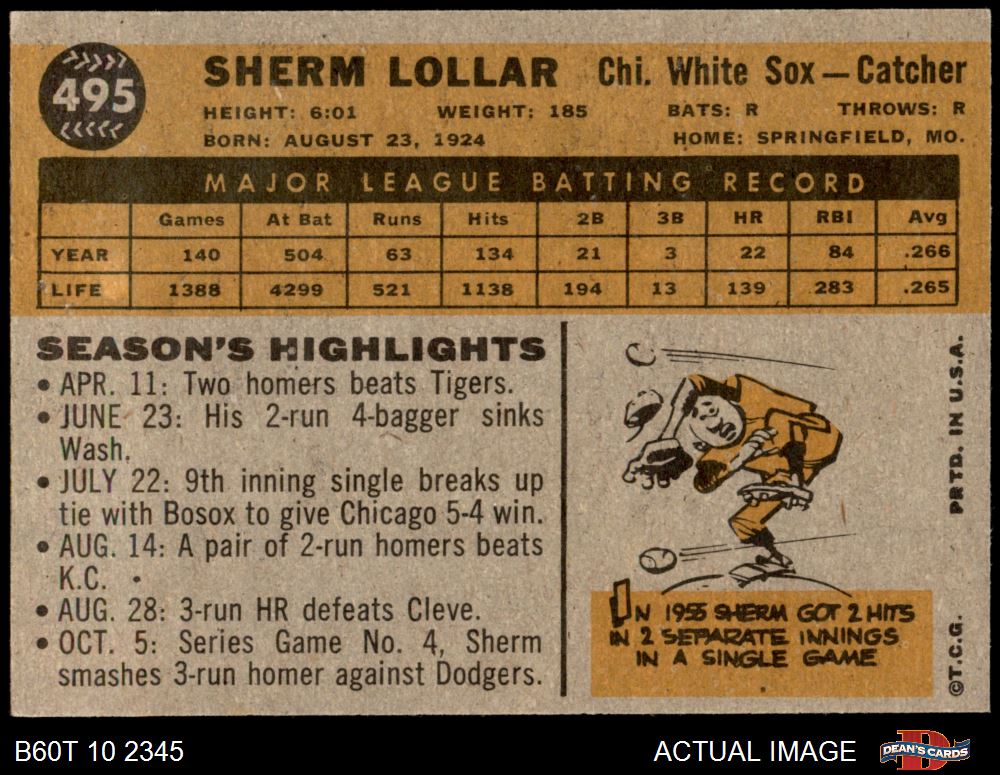 495
SHERM LOLLAR Chi. White Sox — Catcher
HEIGHT: 6:01 WEIGHT: 185 BATS: R THROWS: R
BORN: AUGUST 23, 1924 HOME: SPRINGFIELD, MO.
MAJOR LEAGUE BATTING RECORD
Games At Bat Runs Hits 2B 3B HR RBI Avg
YEAR 140 504 63 134 21 3 22 84 .266
LIFE 1388 4299 521 1138 194 13 139 283 .265
SEASON'S HIGHLIGHTS
• APR. 11: Two homers beats Tigers.
• JUNE 23: His 2-run 4-bagger sinks
Wash.
• JULY 22: 9th inning single breaks up
tie with Bosox to give Chicago 5-4 win.
• AUG. 14: A pair of 2-run homers beats
K.C.
• AUG. 28: 3-run HR defeats Cleve.
• OCT. 5: Series Game No. 4, Sherm
smashes 3-run homer against Dodgers.
IN 1955 SHERM GOT 2 HITS
IN 2 SEPARATE INNINGS
IN A SINGLE GAME
©T.C.G. PRTD. IN U.S.A.
B60T 10 2345 ACTUAL IMAGE DEAN'S CARDS